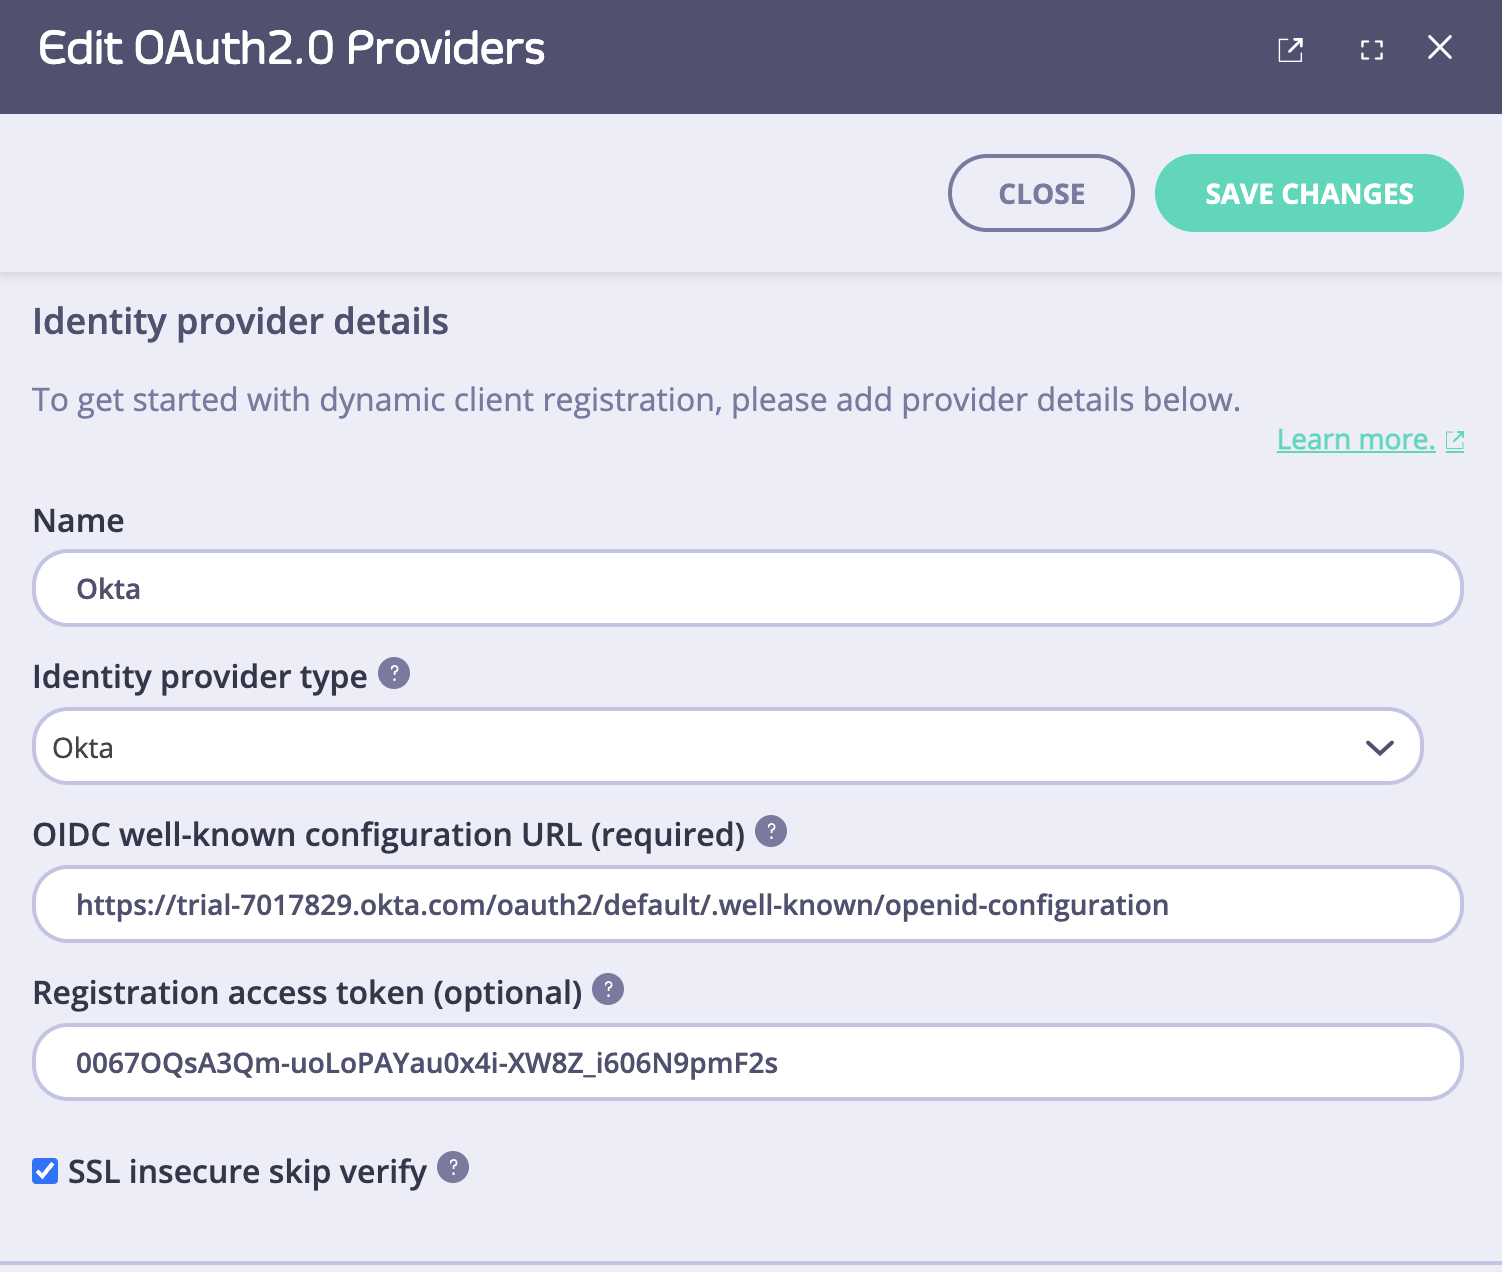 Edit OAuth2.0 Providers
CLOSE
SAVE CHANGES
Identity provider details
To get started with dynamic client registration, please add provider details below.
Learn more.
Name
Okta
Identity provider type ?
Okta
OIDC well-known configuration URL (required) ?
https://trial-7017829.okta.com/oauth2/default/.well-known/openid-configuration
Registration access token (optional) ?
0067OQsA3Qm-uoLoPAYau0x4i-XW8Z_i606N9pmF2s
SSL insecure skip verify ?